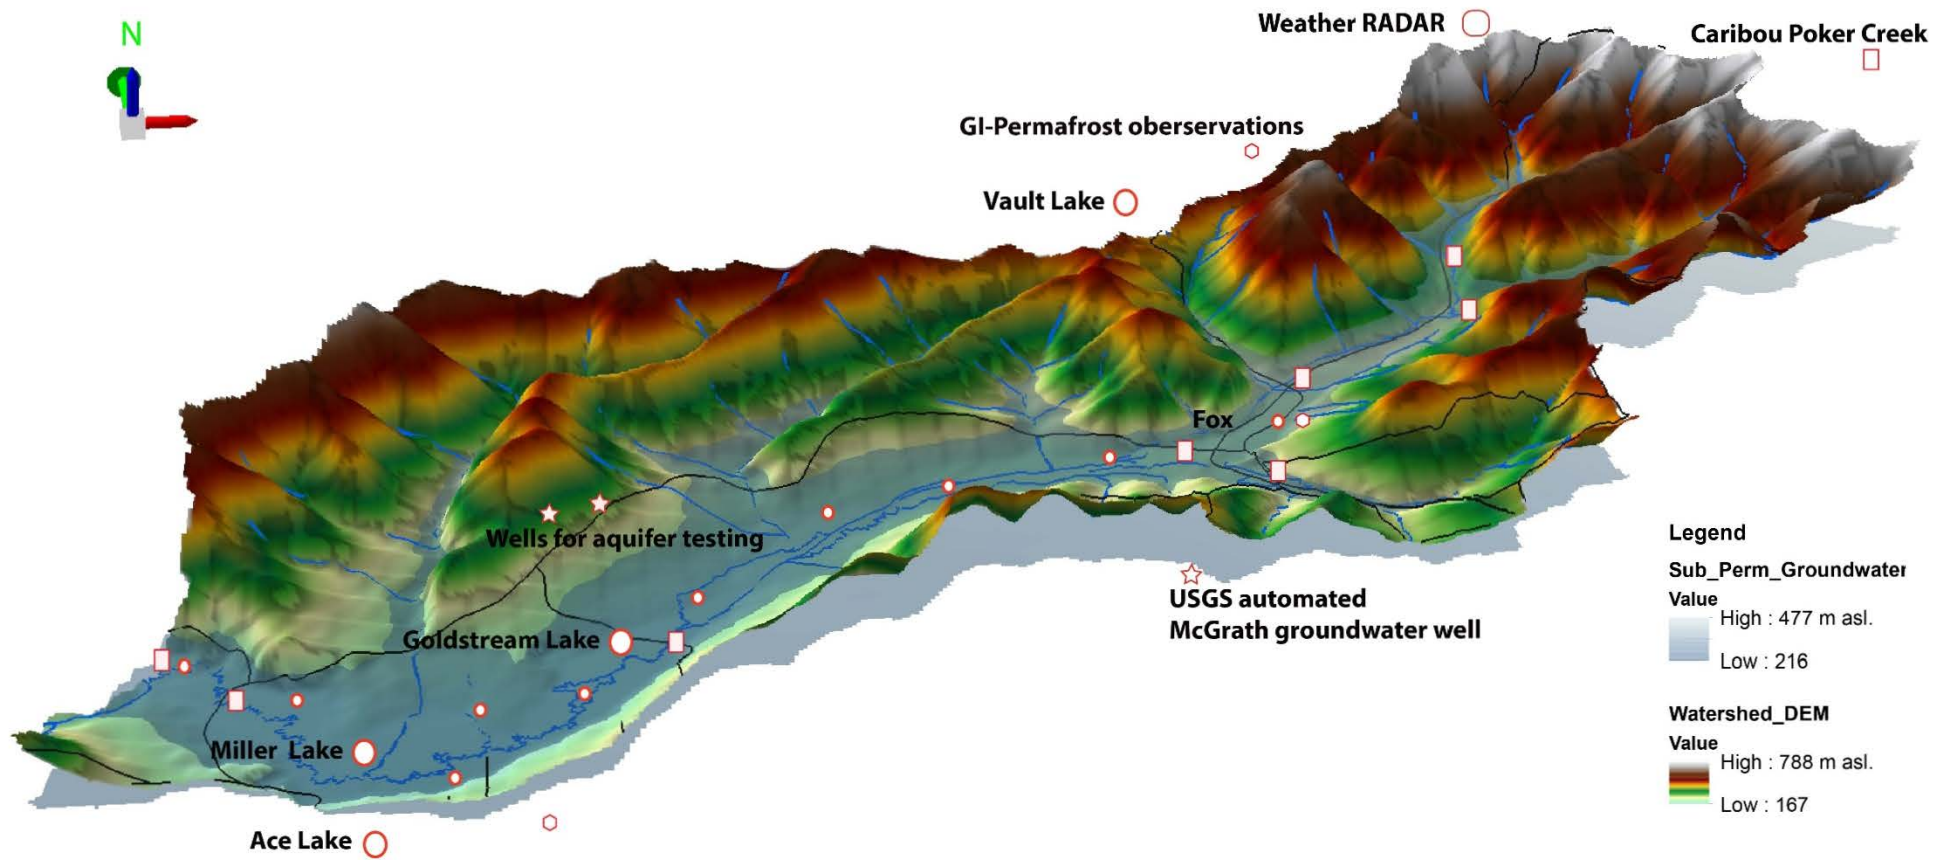 N
Weather RADAR
Caribou Poker Creek
GI-Permafrost oberservations
Vault Lake
Fox
Wells for aquifer testing
USGS automated
McGrath groundwater well
Goldstream Lake
Miller Lake
Ace Lake
Legend
Sub_Perm_Groundwater
Value
High : 477 m asl.
Low : 216
Watershed_DEM
Value
High : 788 m asl.
Low : 167